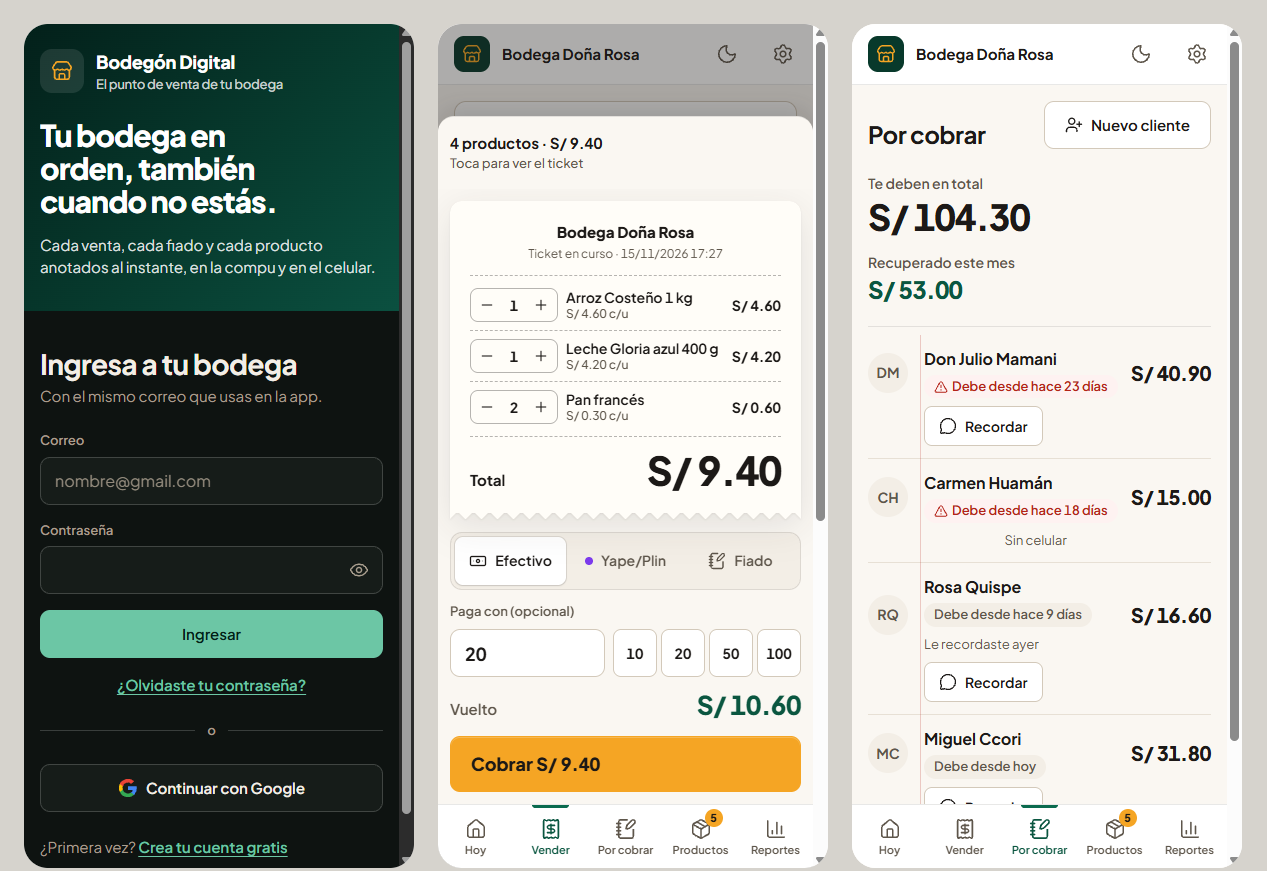 Bodegón Digital
El punto de venta de tu bodega
Tu bodega en
orden, también
cuando no estás.
Cada venta, cada fiado y cada producto
anotados al instante, en la compu y en el celular.
Ingresa a tu bodega
Con el mismo correo que usas en la app.
Correo
nombre@gmail.com
Contraseña
Ingresar
¿Olvidaste tu contraseña?
o
Continuar con Google
¿Primera vez? Crea tu cuenta gratis
Bodega Doña Rosa
4 productos · S/ 9.40
Toca para ver el ticket
Bodega Doña Rosa
Ticket en curso · 15/11/2026 17:27
1 Arroz Costeño 1 kg S/ 4.60
S/ 4.60 c/u
1 Leche Gloria azul 400 g S/ 4.20
S/ 4.20 c/u
2 Pan francés S/ 0.60
S/ 0.30 c/u
Total S/ 9.40
Efectivo Yape/Plin Fiado
Paga con (opcional)
20 10 20 50 100
Vuelto S/ 10.60
Cobrar S/ 9.40
5
Hoy Vender Por cobrar Productos Reportes
Bodega Doña Rosa
Por cobrar Nuevo cliente
Te deben en total
S/ 104.30
Recuperado este mes
S/ 53.00
DM Don Julio Mamani S/ 40.90
Debe desde hace 23 días
Recordar
CH Carmen Huamán S/ 15.00
Debe desde hace 18 días
Sin celular
RQ Rosa Quispe S/ 16.60
Debe desde hace 9 días
Le recordaste ayer
Recordar
MC Miguel Ccori S/ 31.80
Debe desde hoy
5
Hoy Vender Por cobrar Productos Reportes